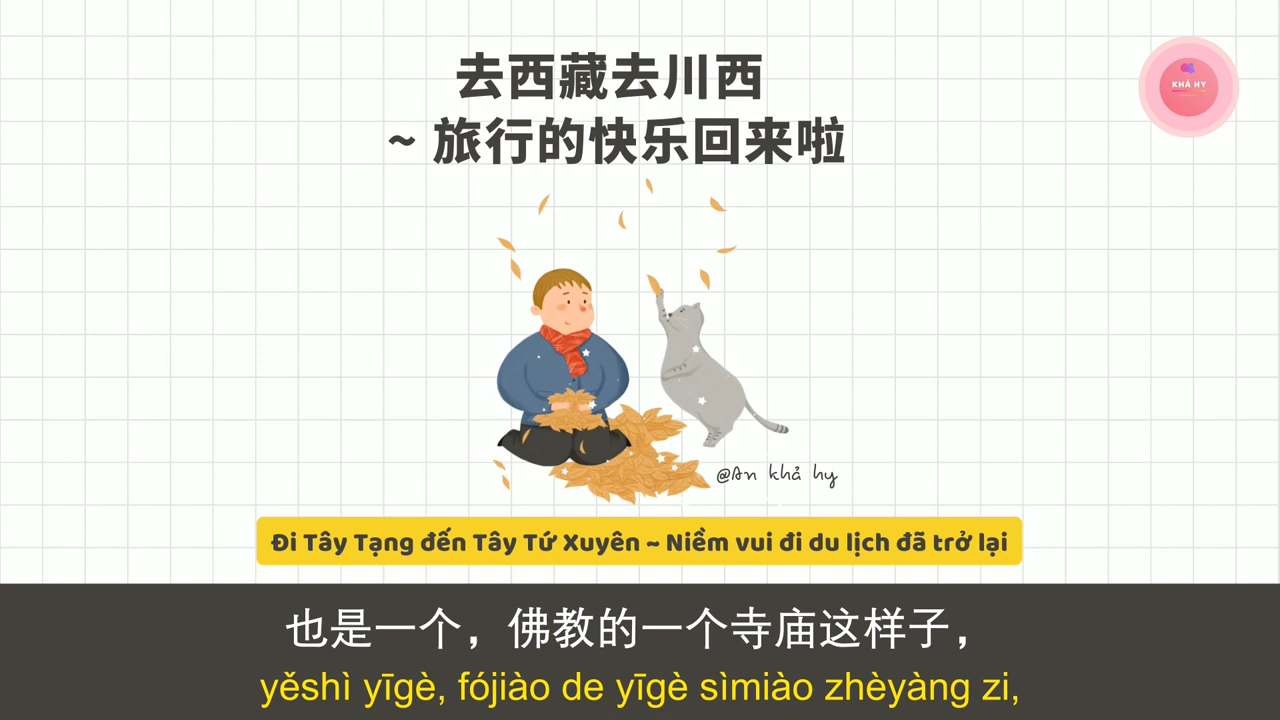 去西藏去川西
~ 旅行的快乐回来啦
KHẢ HY
@An khả hy
Đi Tây Tạng đến Tây Tứ Xuyên ~ Niềm vui đi du lịch đã trở lại
也是一个，佛教的一个寺庙这样子，
yěshì yīgè, fójiào de yīgè sìmiào zhèyàng zi,